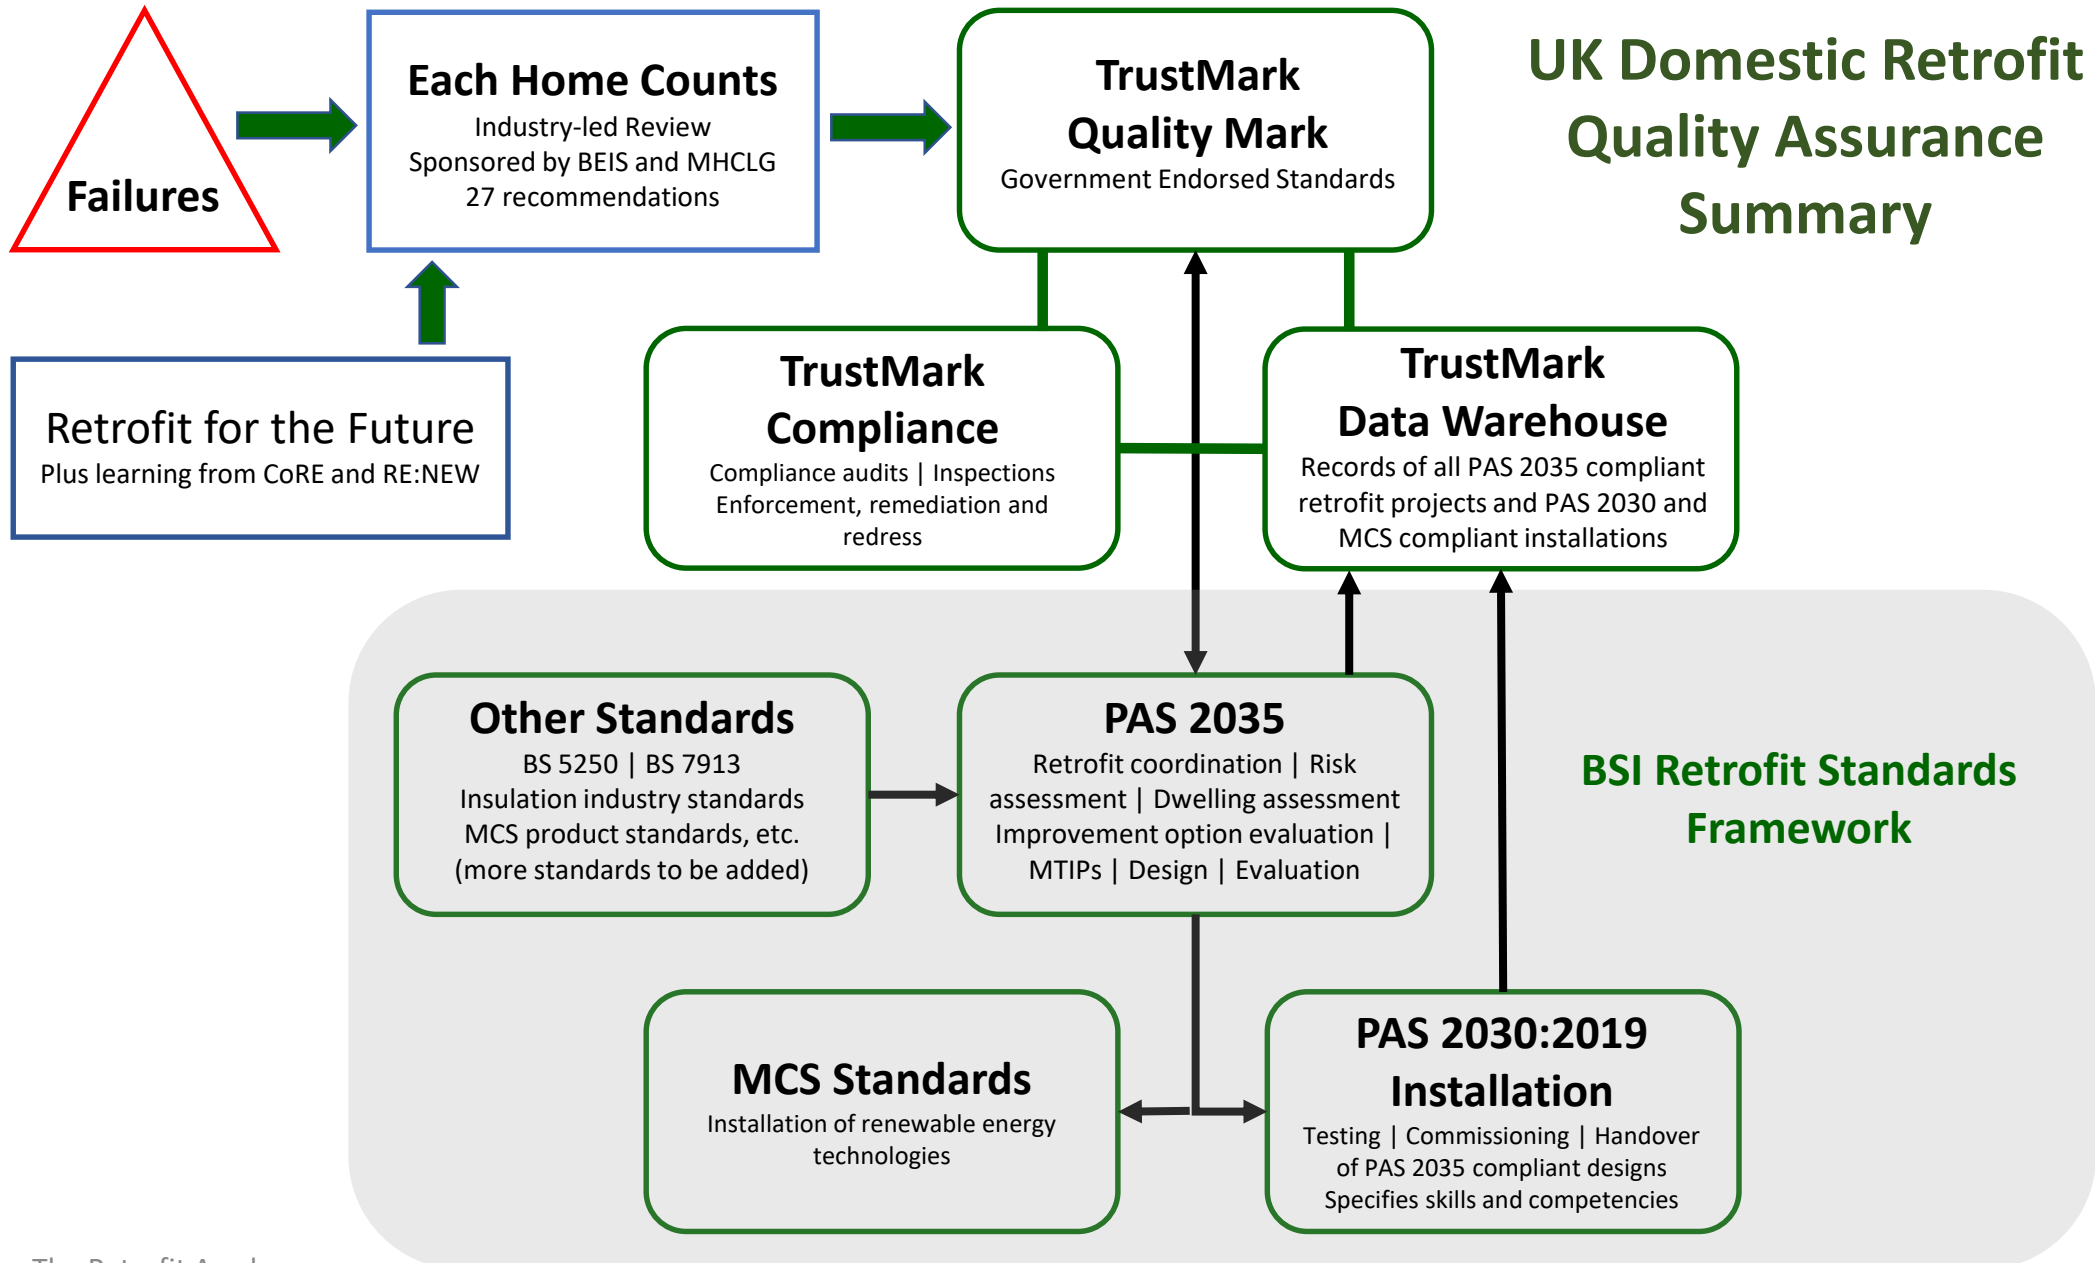 UK Domestic Retrofit
Quality Assurance
Summary
Failures
Each Home Counts
Industry-led Review
Sponsored by BEIS and MHCLG
27 recommendations
TrustMark
Quality Mark
Government Endorsed Standards
Retrofit for the Future
Plus learning from CoRE and RE:NEW
TrustMark
Compliance
Compliance audits | Inspections
Enforcement, remediation and
redress
TrustMark
Data Warehouse
Records of all PAS 2035 compliant
retrofit projects and PAS 2030 and
MCS compliant installations
Other Standards
BS 5250 | BS 7913
Insulation industry standards
MCS product standards, etc.
(more standards to be added)
PAS 2035
Retrofit coordination | Risk
assessment | Dwelling assessment
Improvement option evaluation |
MTIPs | Design | Evaluation
BSI Retrofit Standards
Framework
MCS Standards
Installation of renewable energy
technologies
PAS 2030:2019
Installation
Testing | Commissioning | Handover
of PAS 2035 compliant designs
Specifies skills and competencies